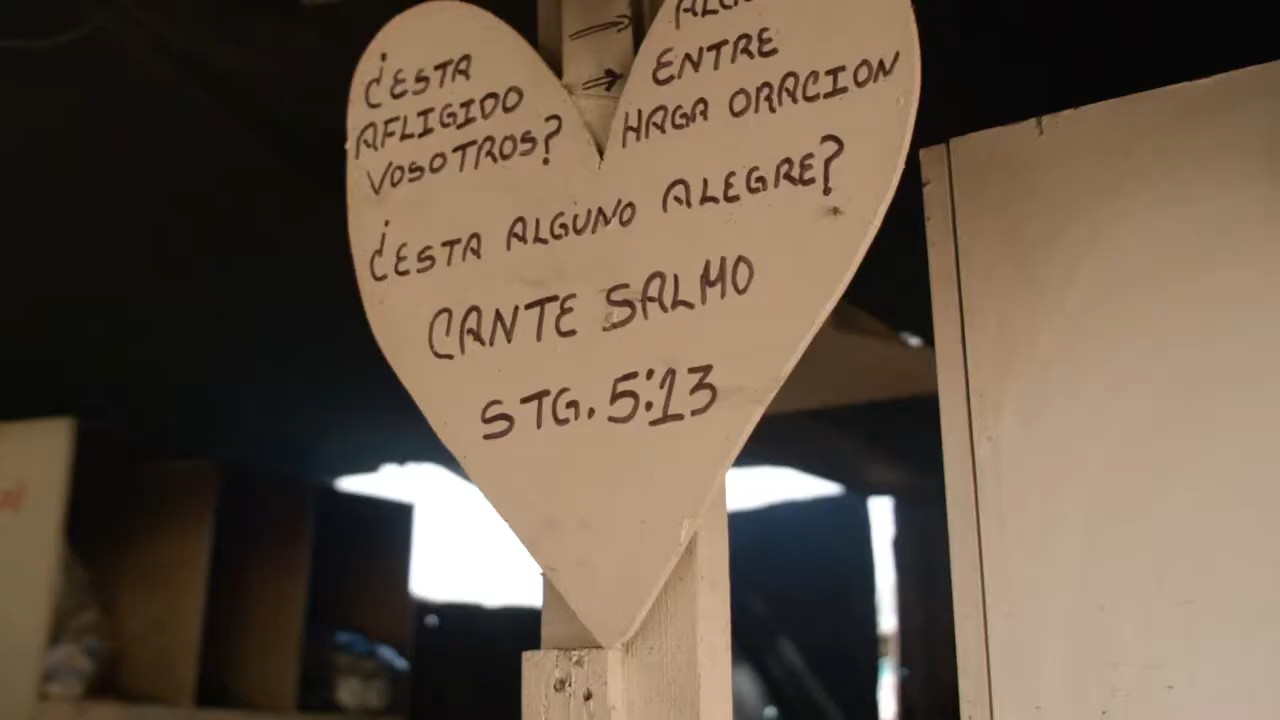 ¿ESTA
AFLIGIDO ENTRE
VOSOTROS? HAGA ORACION
¿ESTA ALGUNO ALEGRE?
CANTE SALMO
STG. 5:13